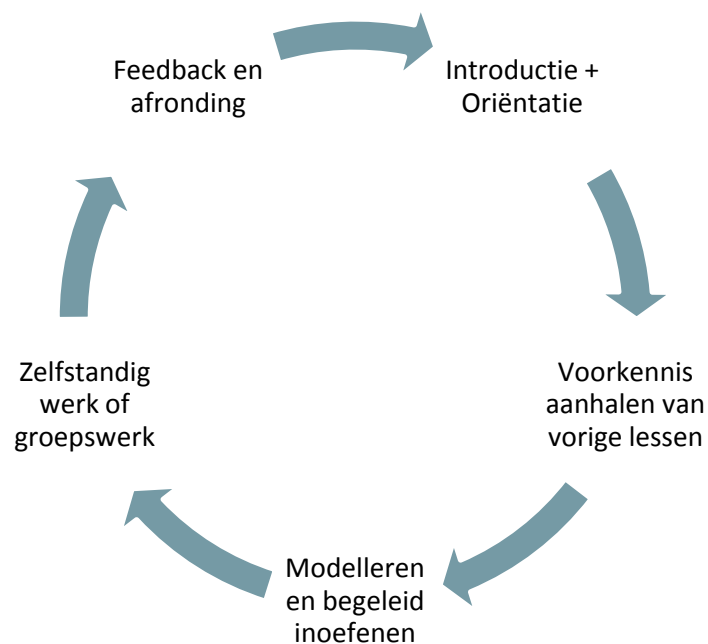 Feedback en
afronding
Introductie +
Oriëntatie
Voorkennis
aanhalen van
vorige lessen
Modelleren
en begeleid
inoefenen
Zelfstandig
werk of
groepswerk